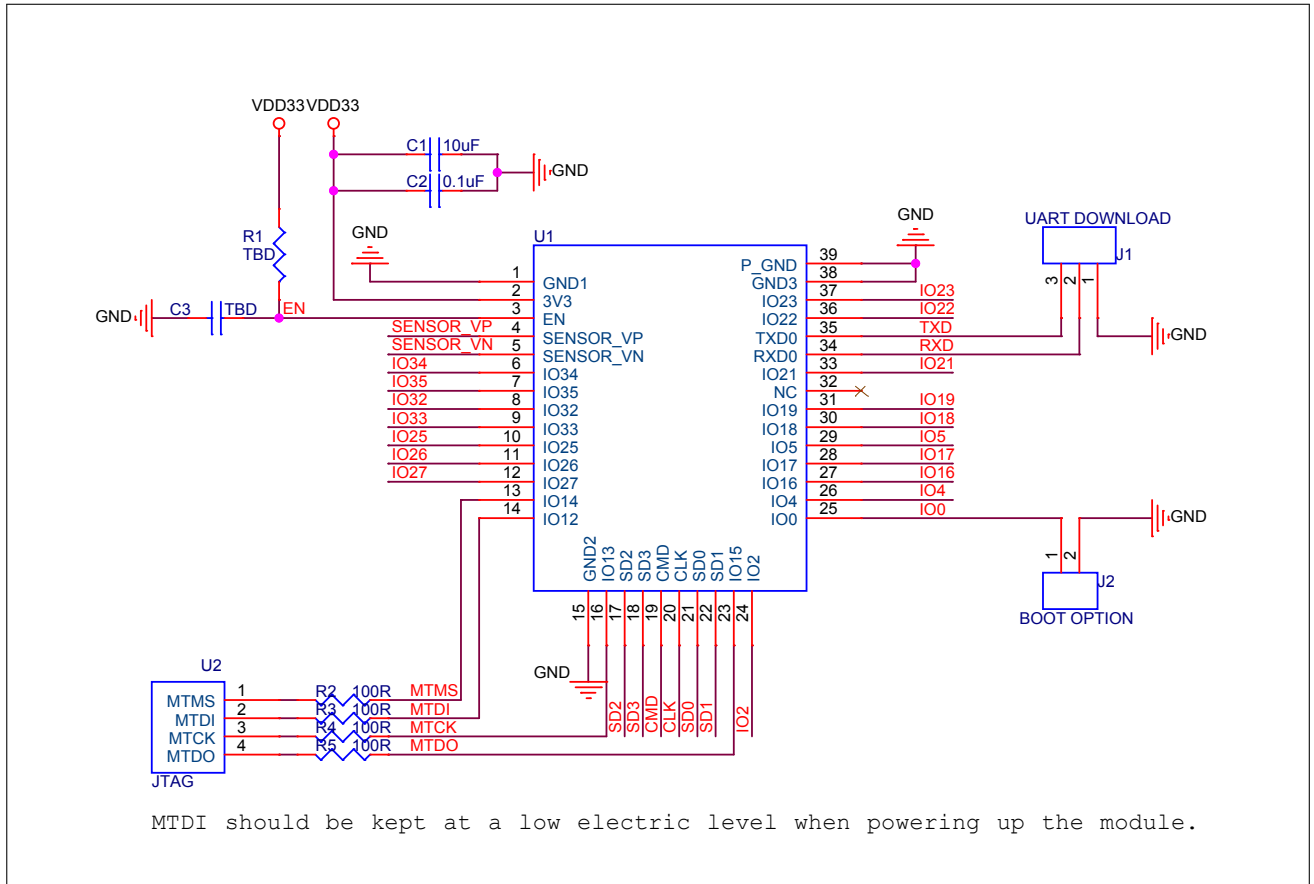 VDD33 VDD33
C1 10uF
GND
C2 0.1uF
R1
TBD
GND
GND
C3 TBD
EN
U1
GND
UART DOWNLOAD
J1
3 2 1
GND
1 GND1
2 3V3
3 EN
SENSOR_VP 4 SENSOR_VP
SENSOR_VN 5 SENSOR_VN
IO34 6 IO34
IO35 7 IO35
IO32 8 IO32
IO33 9 IO33
IO25 10 IO25
IO26 11 IO26
IO27 12 IO27
13 IO14
14 IO12
P_GND 39
GND3 38
IO23 37 IO23
IO22 36 IO22
TXD0 35 TXD
RXD0 34 RXD
IO21 33 IO21
NC 32
IO19 31 IO19
IO18 30 IO18
IO5 29 IO5
IO17 28 IO17
IO16 27 IO16
IO4 26 IO4
IO0 25 IO0
GND
1 2
J2
BOOT OPTION
GND2 IO13 SD2 SD3 CMD CLK SD0 SD1 IO15 IO2
15 16 17 18 19 20 21 22 23 24
GND
SD2 SD3 CMD CLK SD0 SD1 IO2
U2
MTMS 1 R2 100R MTMS
MTDI 2 R3 100R MTDI
MTCK 3 R4 100R MTCK
MTDO 4 R5 100R MTDO
JTAG
MTDI should be kept at a low electric level when powering up the module.